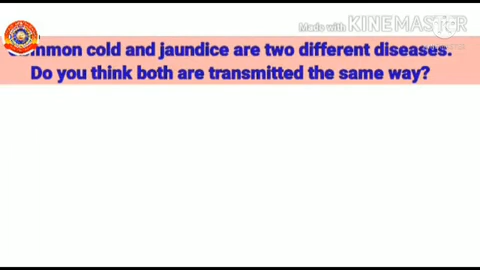 Made with KINEMASTER
Common cold and jaundice are two different diseases.
Do you think both are transmitted the same way?